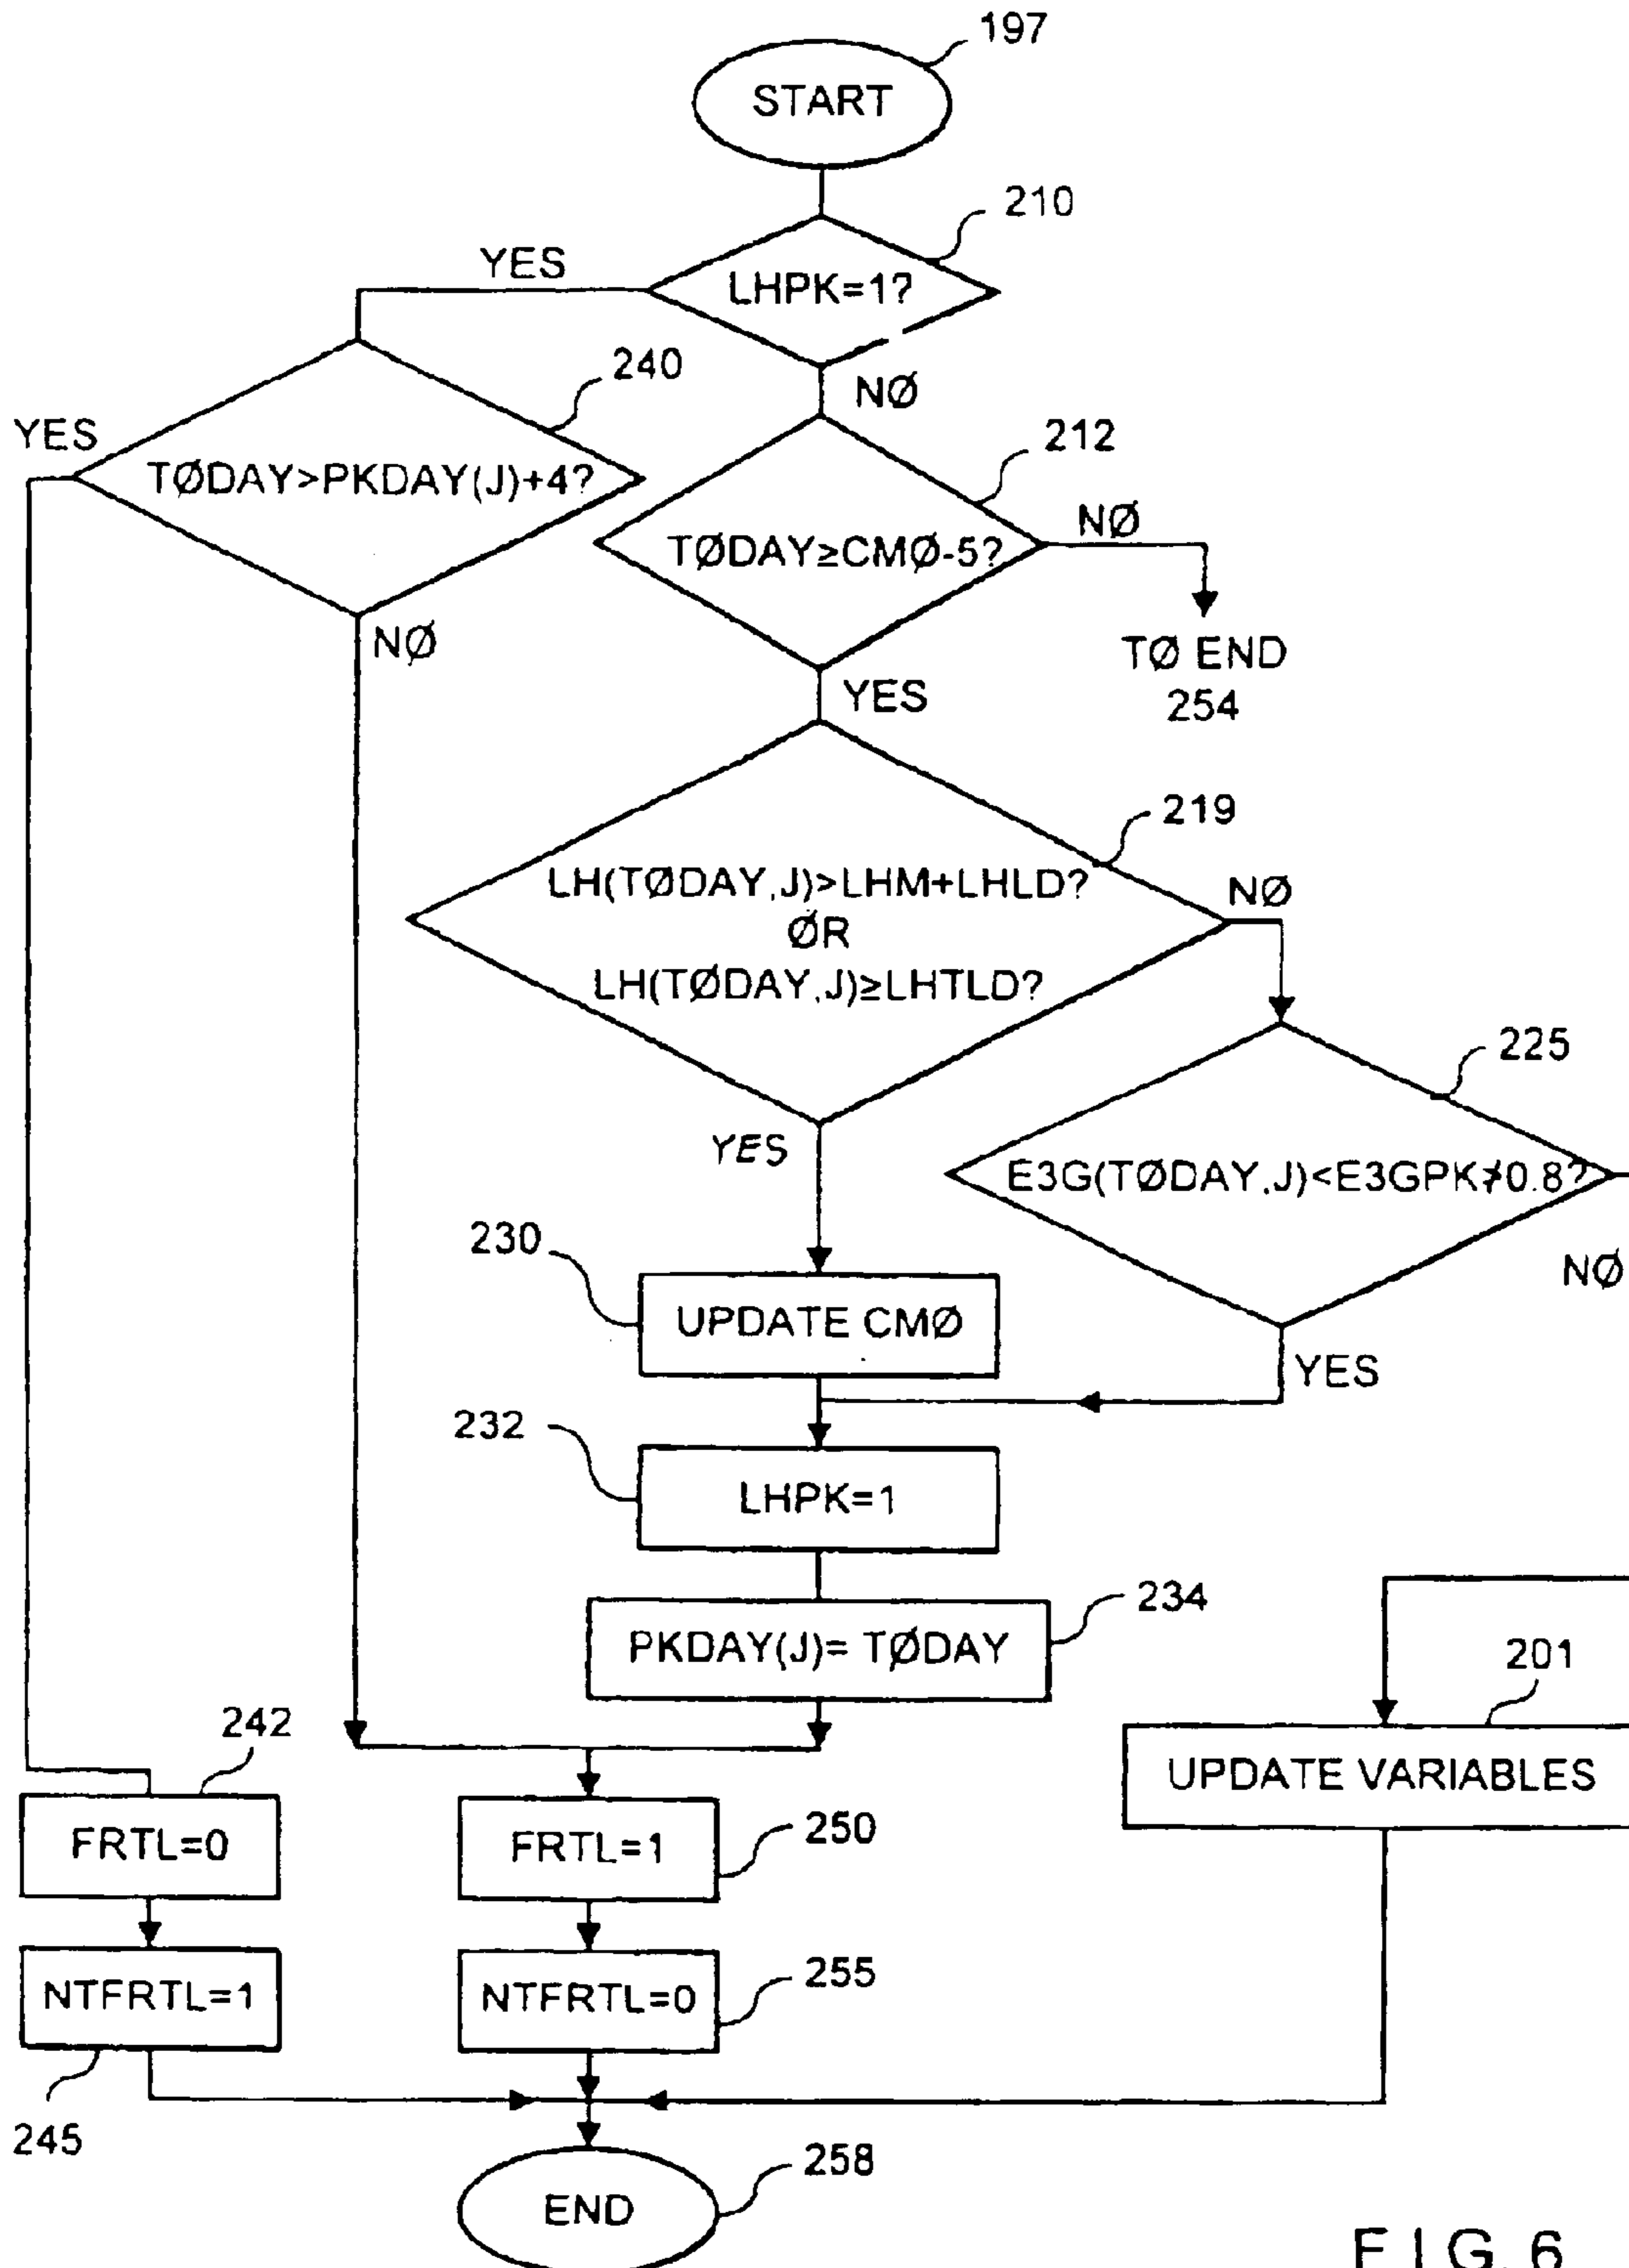 197
START
210
YES
LHPK=1?
240
NØ
YES
212
TØDAY>PKDAY(J)+4?
NØ
TØDAY≥CMØ-5?
NØ
TØ END
254
YES
219
LH(TØDAY,J)>LHM+LHLD?
NØ
ØR
LH(TØDAY,J)≥LHTLD?
225
YES
E3G(TØDAY,J)<E3GPK*0.8?
230
NØ
UPDATE CMØ
YES
232
LHPK=1
234
PKDAY(J)= TØDAY
201
242
UPDATE VARIABLES
FRTL=0
FRTL=1
250
NTFRTL=1
NTFRTL=0
255
245
258
END
FIG.6